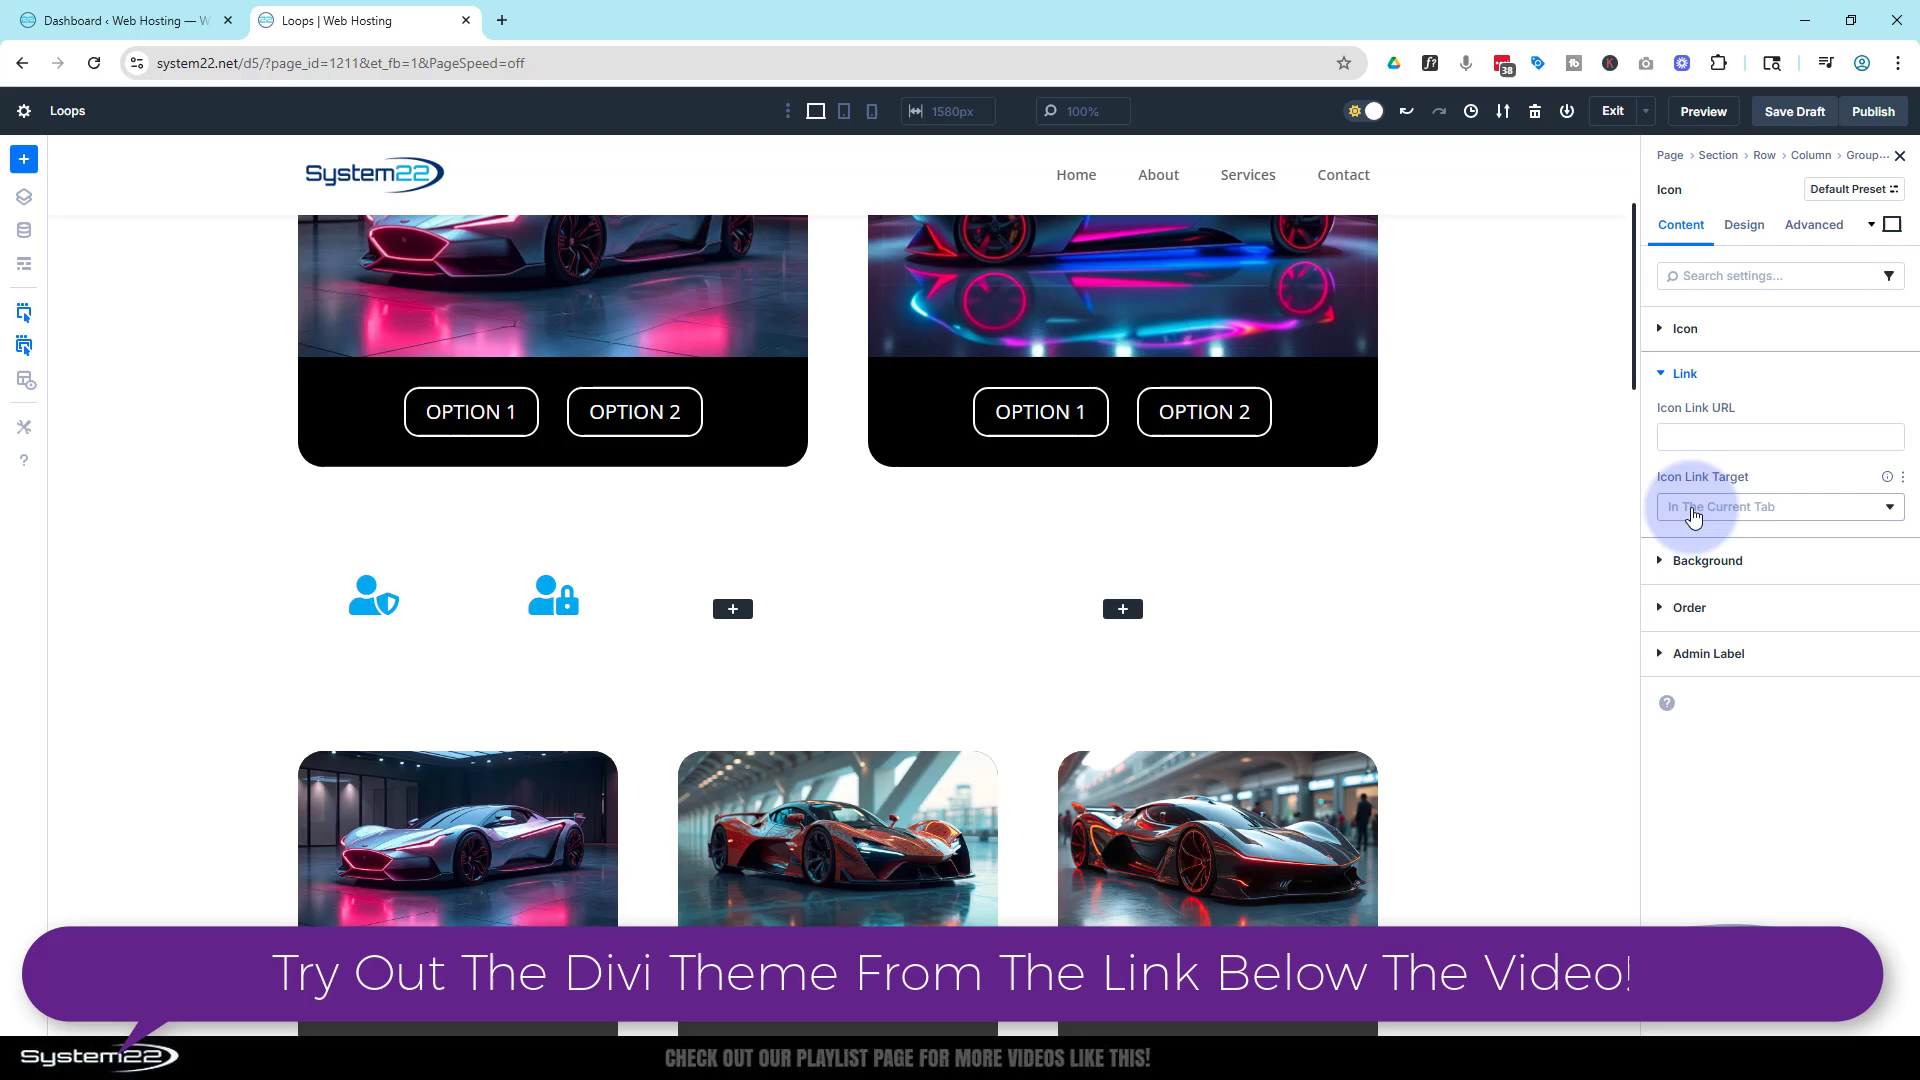 Dashboard ‹ Web Hosting — W
Loops | Web Hosting
system22.net/d5/?page_id=1211&et_fb=1&PageSpeed=off
38
Loops
1580px
100%
Exit
Preview
Save Draft
Publish
System22
Home
About
Services
Contact
Page › Section › Row › Column › Group...
Icon
Default Preset
Content
Design
Advanced
Search settings...
Icon
Link
Icon Link URL
Icon Link Target
In The Current Tab
Background
Order
Admin Label
OPTION 1
OPTION 2
OPTION 1
OPTION 2
Try Out The Divi Theme From The Link Below The Video!
System22
CHECK OUT OUR PLAYLIST PAGE FOR MORE VIDEOS LIKE THIS!